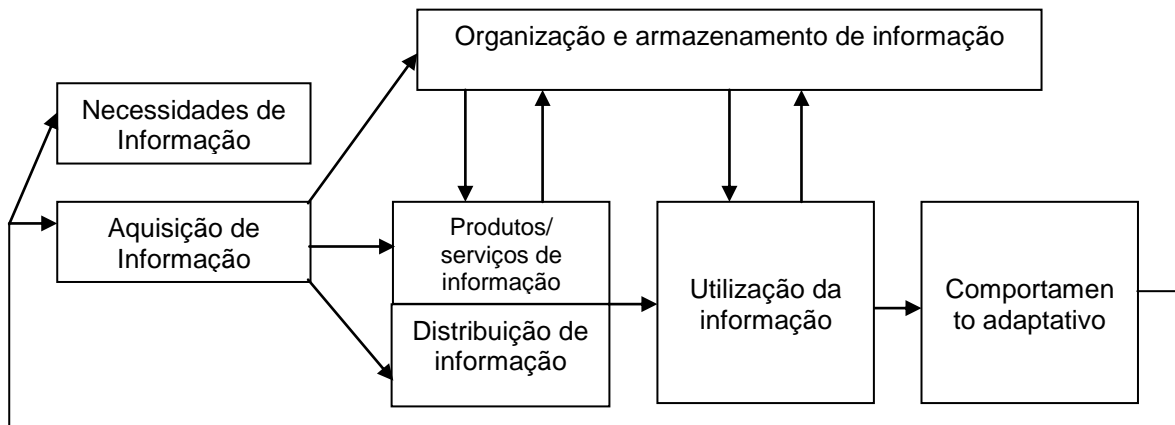 Organização e armazenamento de informação
Necessidades de
Informação
Aquisição de
Informação
Produtos/
serviços de
informação
Distribuição de
informação
Utilização da
informação
Comportamen
to adaptativo